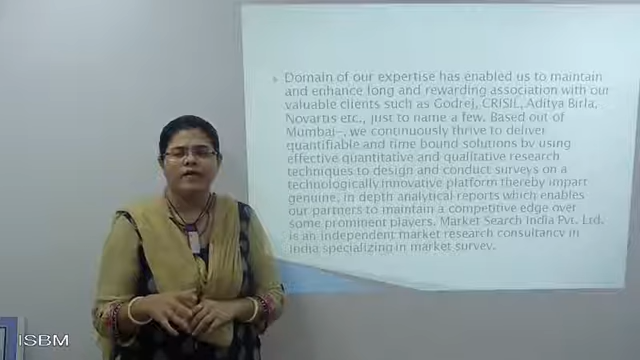 Domain of our expertise has enabled us to maintain
and enhance long and rewarding association with our
valuable clients such as Godrej, CRISIL, Aditya Birla,
Novartis etc., just to name a few. Based out of
Mumbai-, we continuously thrive to deliver
quantifiable and time bound solutions by using
effective quantitative and qualitative research
techniques to design and conduct surveys on a
technologically innovative platform thereby impart
genuine, in depth analytical reports which enables
our partners to maintain a competitive edge over
some prominent players. Market Search India Pvt. Ltd.
is an independent market research consultancy in
India specializing in market survey.
ISBM